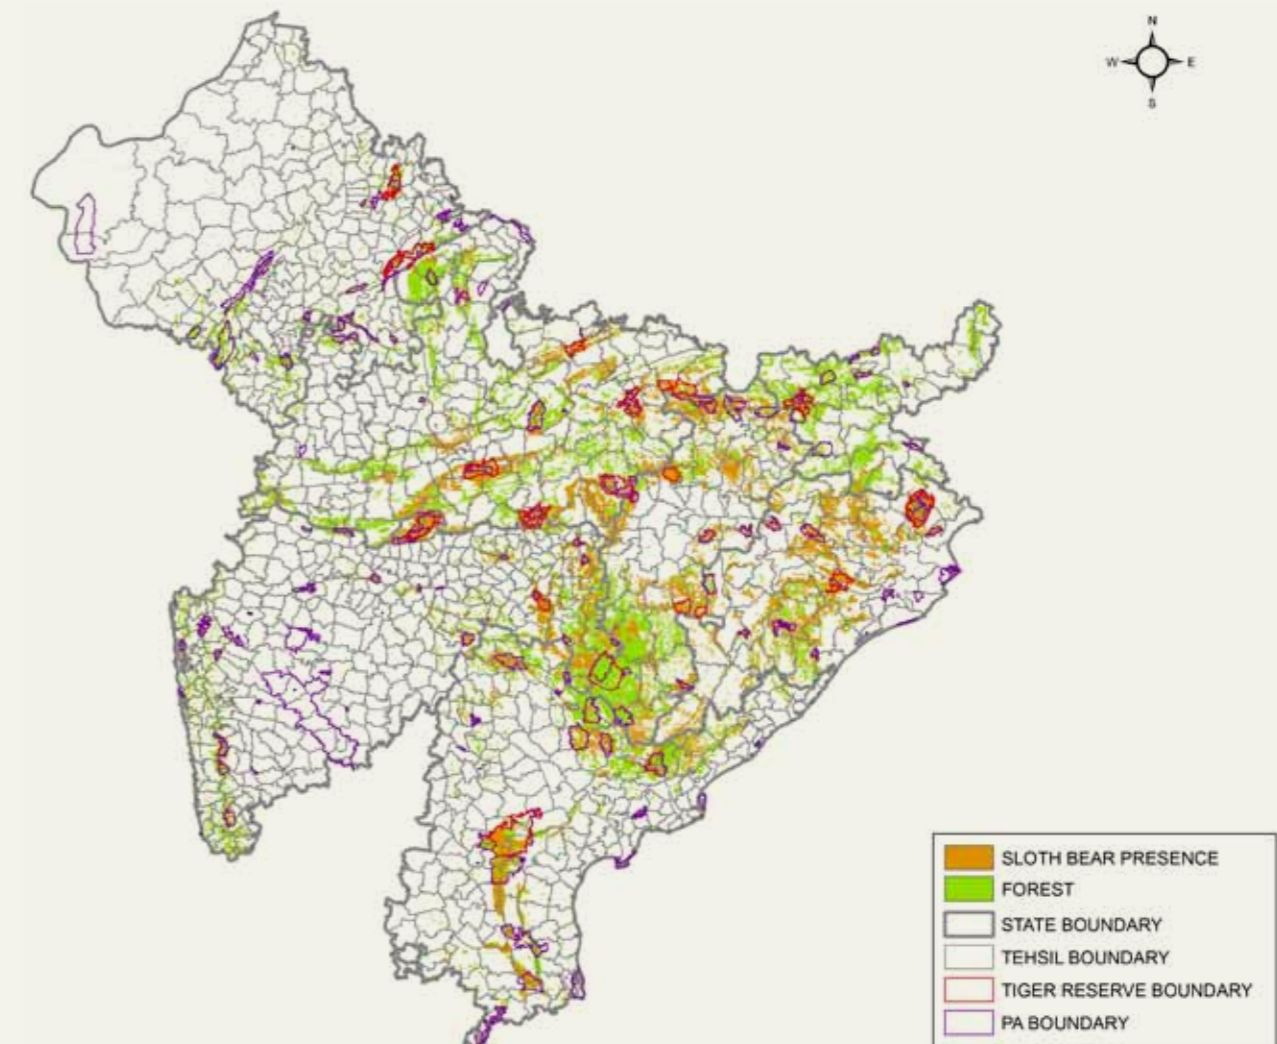 N
W E
S
SLOTH BEAR PRESENCE
FOREST
STATE BOUNDARY
TEHSIL BOUNDARY
TIGER RESERVE BOUNDARY
PA BOUNDARY